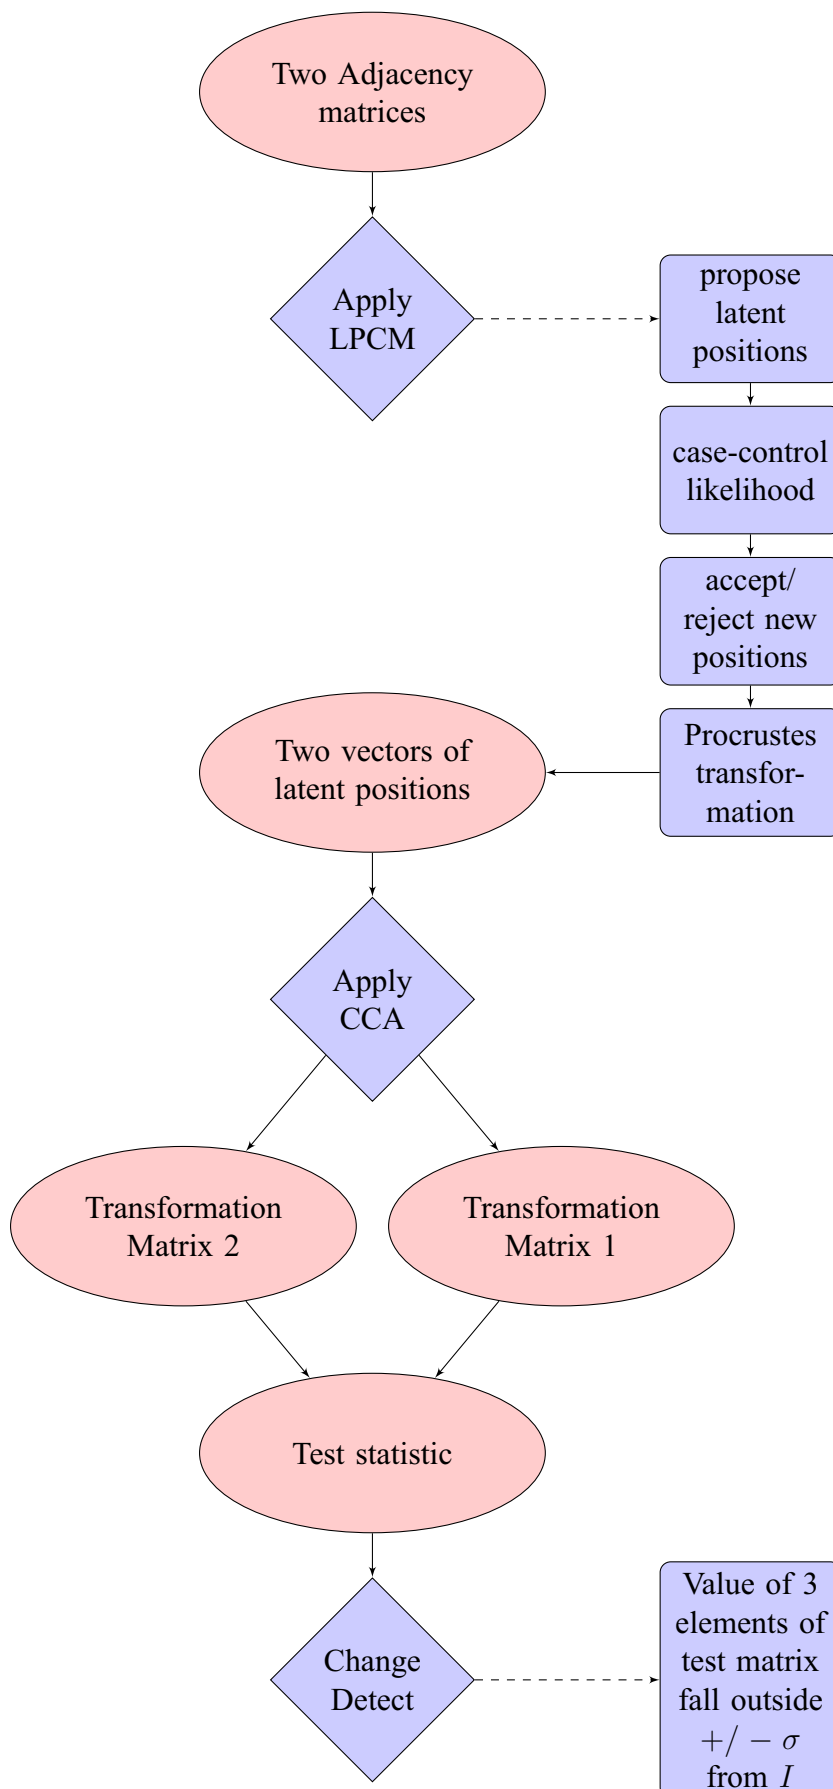 Two Adjacency
matrices
Apply
LPCM
propose
latent
positions
case-control
likelihood
accept/
reject new
positions
Procrustes
transfor-
mation
Two vectors of
latent positions
Apply
CCA
Transformation
Matrix 2
Transformation
Matrix 1
Test statistic
Change
Detect
Value of 3
elements of
test matrix
fall outside
+/ − σ
from I